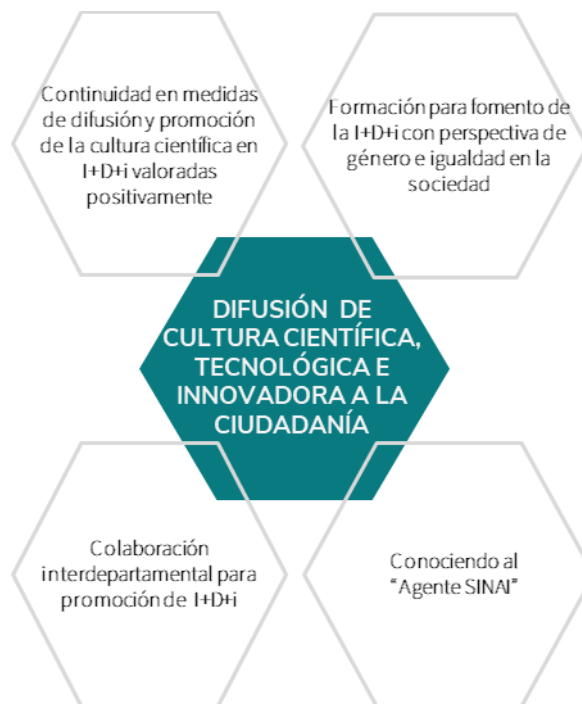 Continuidad en medidas
de difusión y promoción
de la cultura científica en
I+D+i valoradas
positivamente
Formación para fomento de
la I+D+i con perspectiva de
género e igualdad en la
sociedad
DIFUSIÓN DE
CULTURA CIENTÍFICA,
TECNOLÓGICA E
INNOVADORA A LA
CIUDADANÍA
Colaboración
interdepartamental para
promoción de I+D+i
Conociendo al
“Agente SINAI”